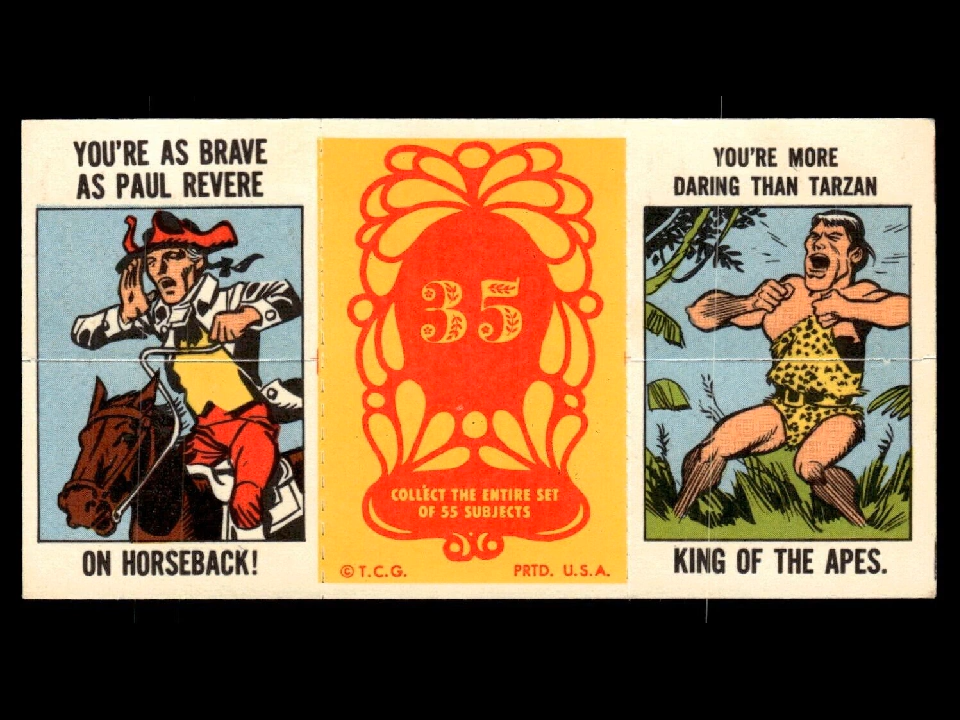 YOU'RE AS BRAVE
AS PAUL REVERE
ON HORSEBACK!
35
COLLECT THE ENTIRE SET
OF 55 SUBJECTS
© T.C.G.
PRTD. U.S.A.
YOU'RE MORE
DARING THAN TARZAN
KING OF THE APES.